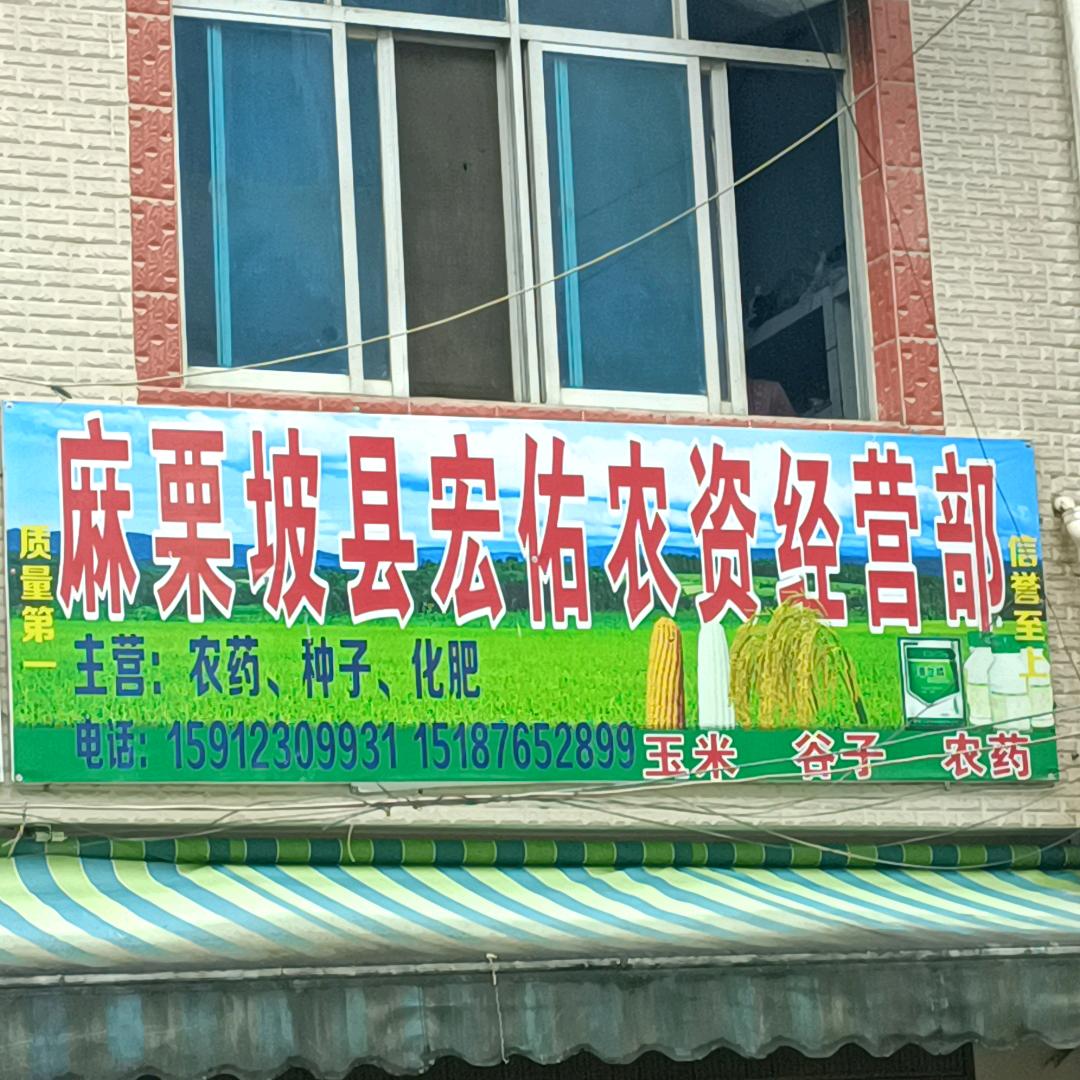 麻栗坡县宏佑农资经营部
质量第一
信誉至上
主营：农药、种子、化肥
电话：15912309931 15187652899
玉米 谷子 农药